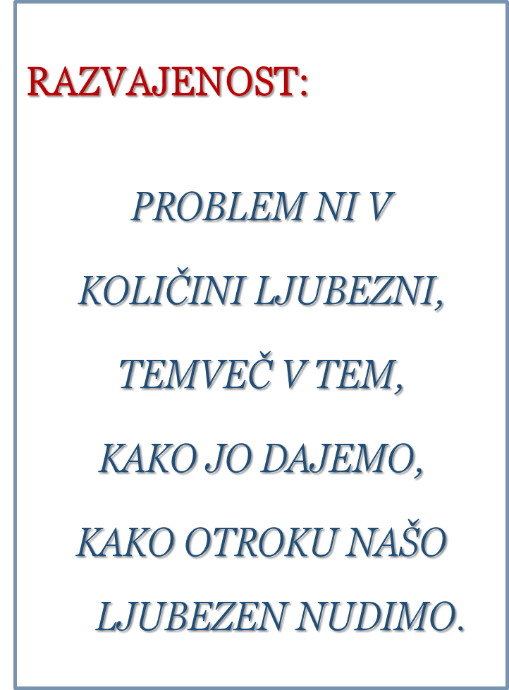 RAZVAJENOST:
PROBLEM NI V
KOLIČINI LJUBEZNI,
TEMVEČ V TEM,
KAKO JO DAJEMO,
KAKO OTROKU NAŠO
LJUBEZEN NUDIMO.